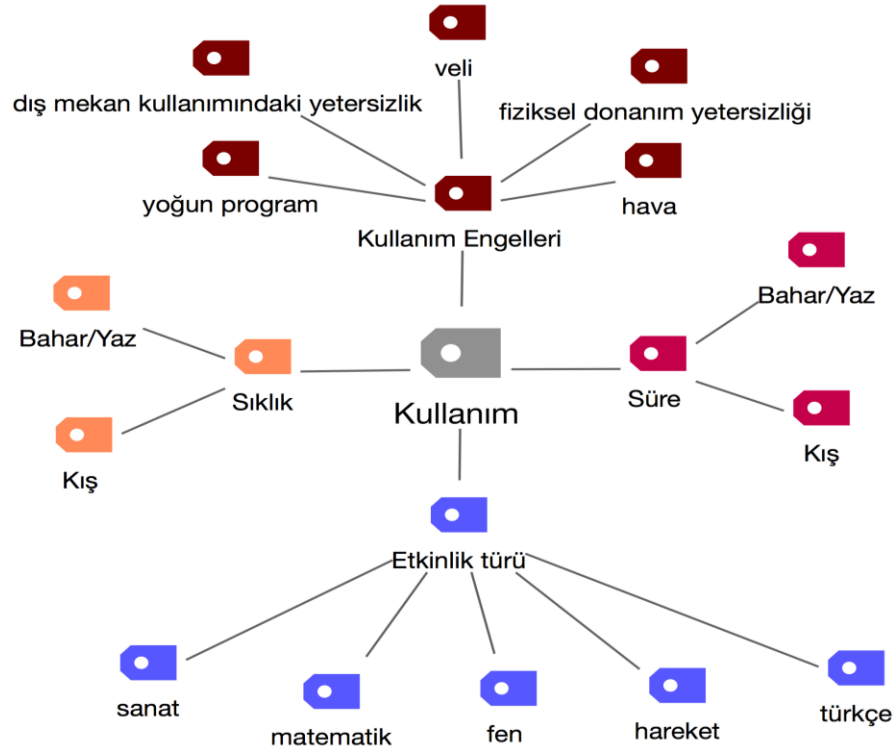 veli
dış mekan kullanımındaki yetersizlik
fiziksel donanım yetersizliği
yoğun program
hava
Kullanım Engelleri
Bahar/Yaz
Bahar/Yaz
Sıklık
Kullanım
Süre
Kış
Kış
Etkinlik türü
sanat
matematik
fen
hareket
türkçe